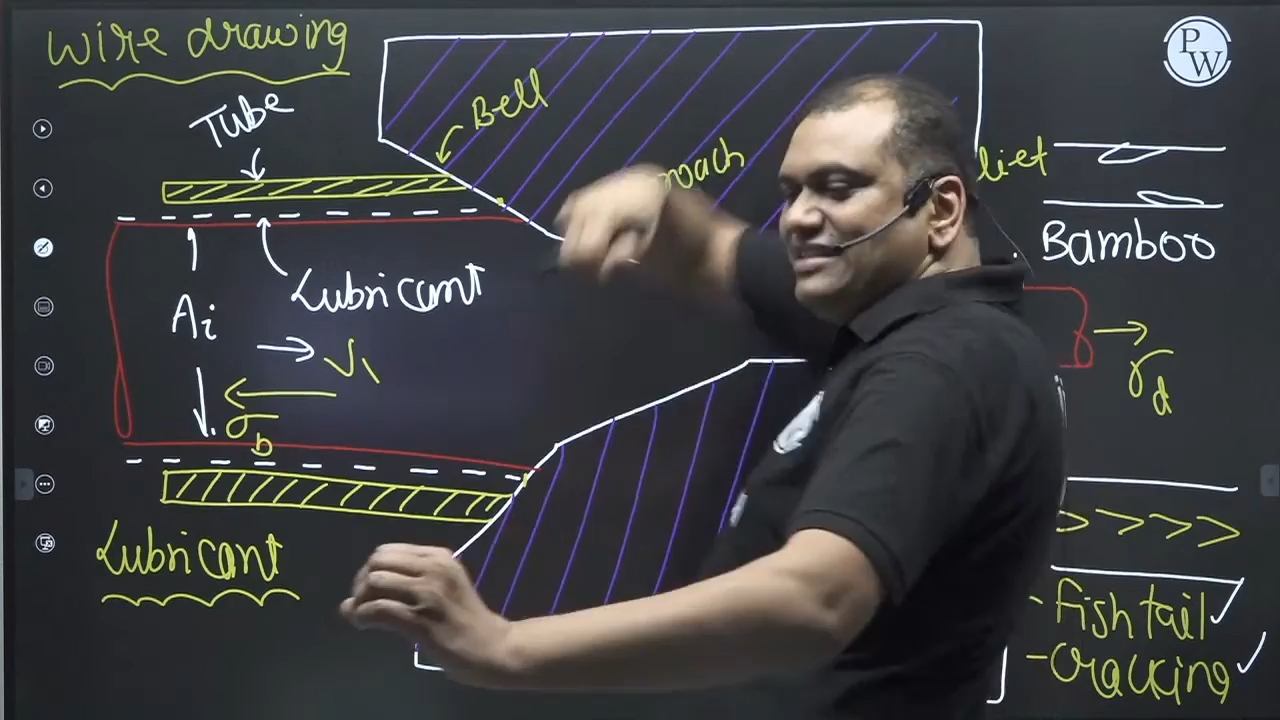 Wire drawing
PW
Tube
Bell
Bamboo
Lubricant
Ai
V1
σb
σd
Lubricant
- Fish tail
- Cracking